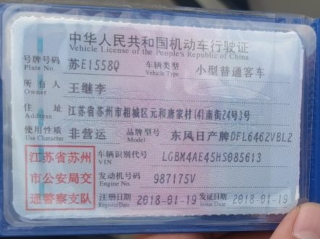 中华人民共和国机动车行驶证
Vehicle License of the People's Republic of China
号牌号码 Plate No. 苏E1558Q 车辆类型 Vehicle Type 小型普通客车
所有人 Owner 王继李
住址 Address 江苏省苏州市相城区元和唐家村(4)南街24号1号
使用性质 非营运 品牌型号 Model 东风日产牌DFL6462VBL2
江苏省苏州市公安局交通警察支队
车辆识别代号 VIN LGBM4AE45HS085613
发动机号码 Engine No. 987175V
注册日期 2018-01-19 发证日期 2018-01-19